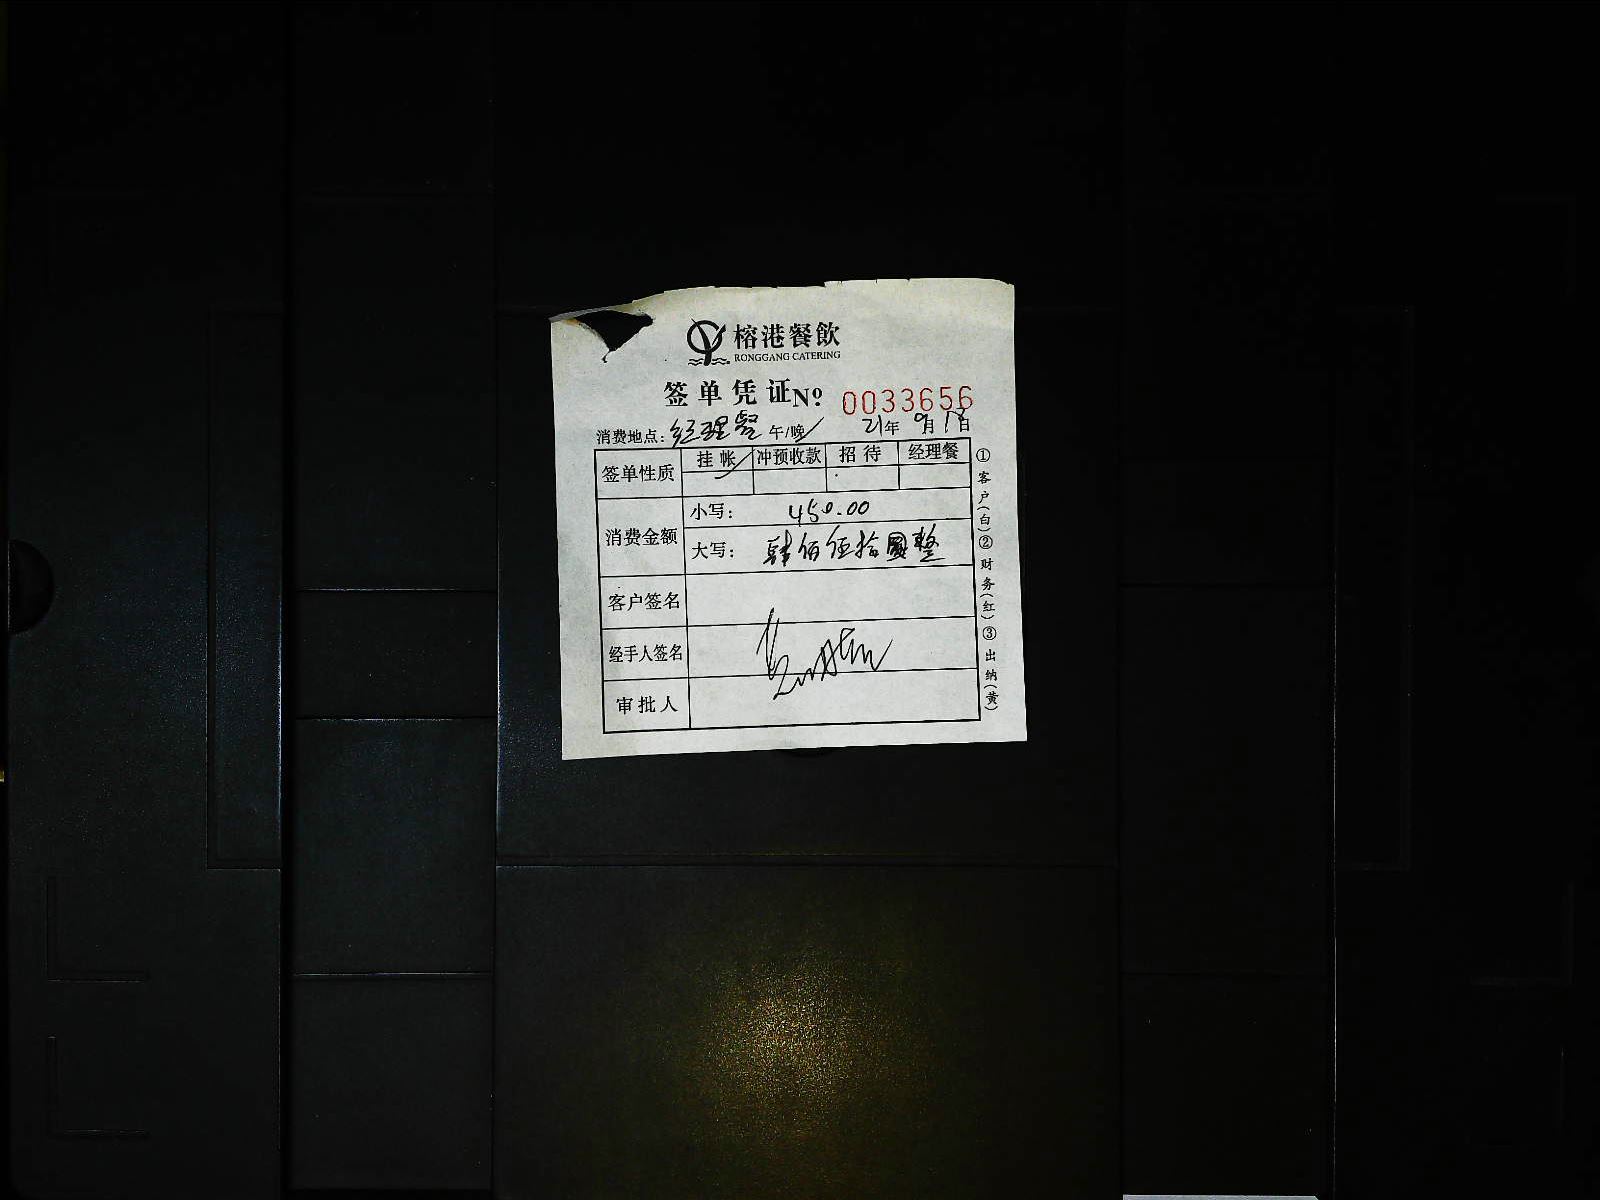 榕港餐飲
RONGGANG CATERING
签单凭证 Nº 0033656
消费地点：经理餐 午/晚 21年 9月 18日
签单性质 挂帐 冲预收款 招待 经理餐
消费金额 小写： 450.00
大写： 肆佰伍拾圆整
客户签名
经手人签名
审批人
①客户(白)②财务(红)③出纳(黄)